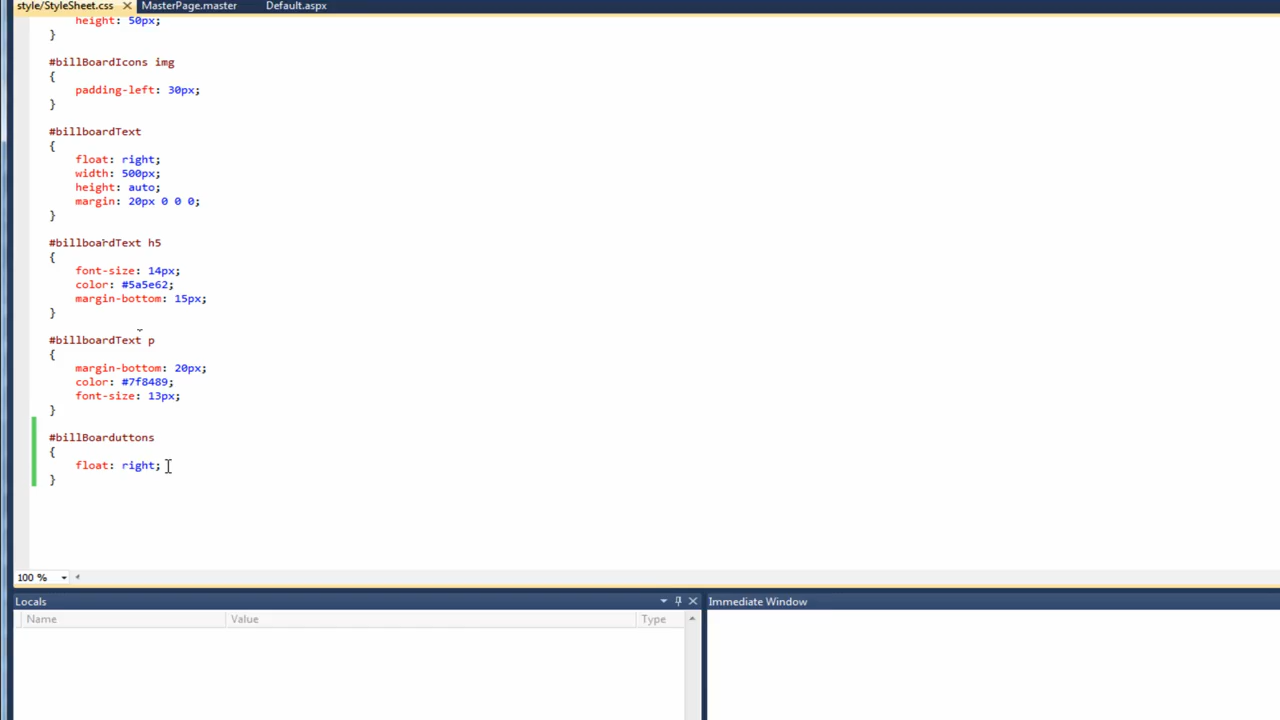 style/StyleSheet.css MasterPage.master Default.aspx
height: 50px;
}
#billBoardIcons img
{
padding-left: 30px;
}
#billboardText
{
float: right;
width: 500px;
height: auto;
margin: 20px 0 0 0;
}
#billboardText h5
{
font-size: 14px;
color: #5a5e62;
margin-bottom: 15px;
}
#billboardText p
{
margin-bottom: 20px;
color: #7f8489;
font-size: 13px;
}
#billBoarduttons
{
float: right;
}
100 %
Locals Immediate Window
Name Value Type